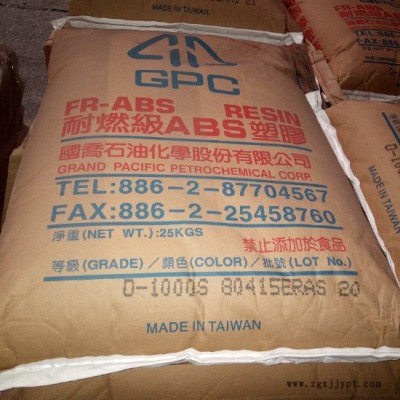 MADE IN TAIWAN
GPC
FR-ABS RESIN
耐燃級ABS塑膠
國喬石油化學股份有限公司
GRAND PACIFIC PETROCHEMICAL CORP.
TEL:886-2-87704567
FAX:886-2-25458760
淨重(NET WT.):25KGS
禁止添加於食品
等級(GRADE)/顏色(COLOR)/批號(LOT No.)
D-1000S 80415ERAS 20
MADE IN TAIWAN
D-1000
MADE IN TAIWAN
www.zgxjjypt.com